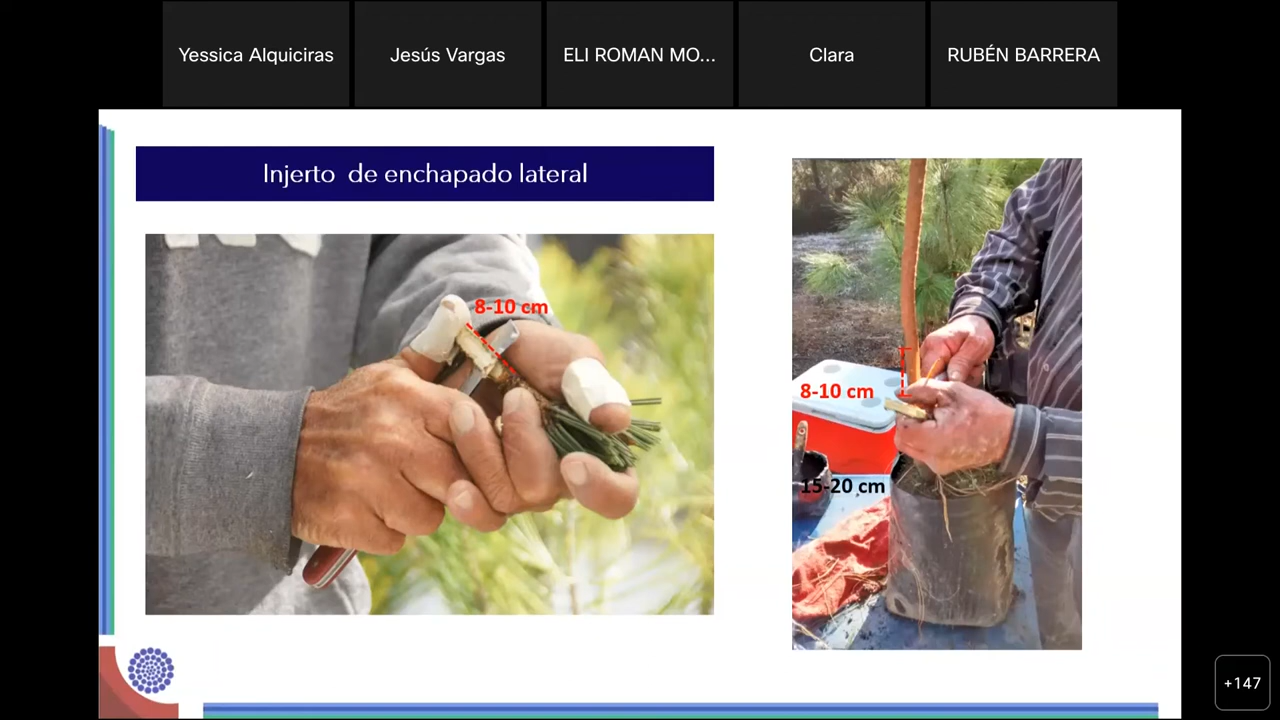 Yessica Alquiciras
Jesús Vargas
ELI ROMAN MO...
Clara
RUBÉN BARRERA
Injerto de enchapado lateral
8-10 cm
8-10 cm
15-20 cm
+147